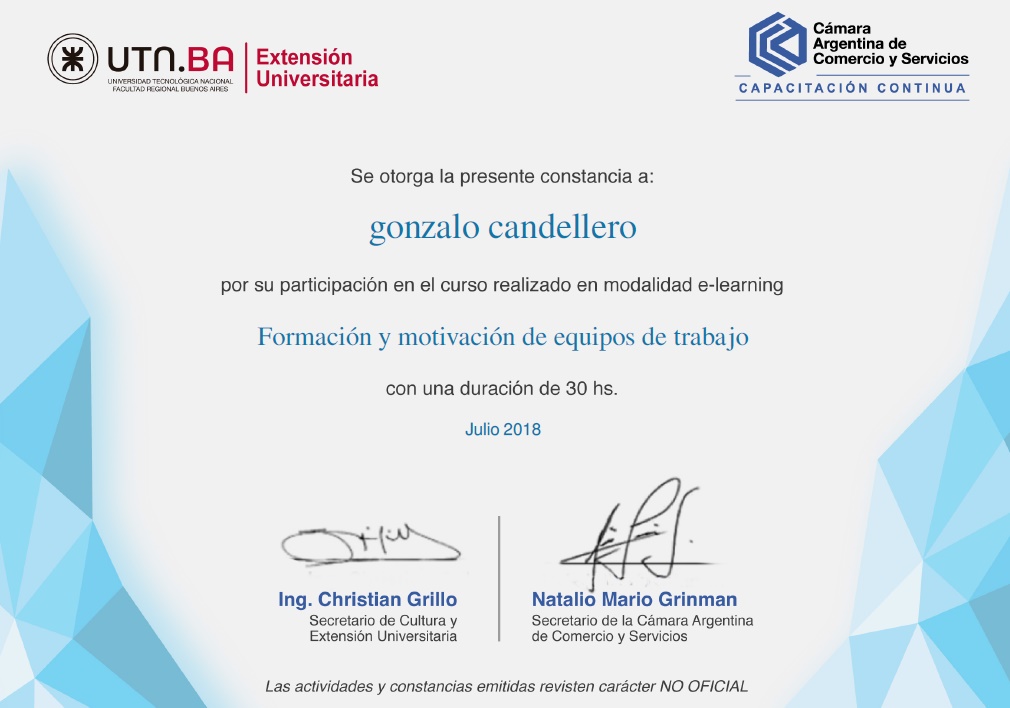 UTN.BA
UNIVERSIDAD TECNOLÓGICA NACIONAL
FACULTAD REGIONAL BUENOS AIRES
Extensión
Universitaria
Cámara
Argentina de
Comercio y Servicios
CAPACITACIÓN CONTINUA
Se otorga la presente constancia a:
gonzalo candellero
por su participación en el curso realizado en modalidad e-learning
Formación y motivación de equipos de trabajo
con una duración de 30 hs.
Julio 2018
Ing. Christian Grillo
Secretario de Cultura y
Extensión Universitaria
Natalio Mario Grinman
Secretario de la Cámara Argentina
de Comercio y Servicios
Las actividades y constancias emitidas revisten carácter NO OFICIAL